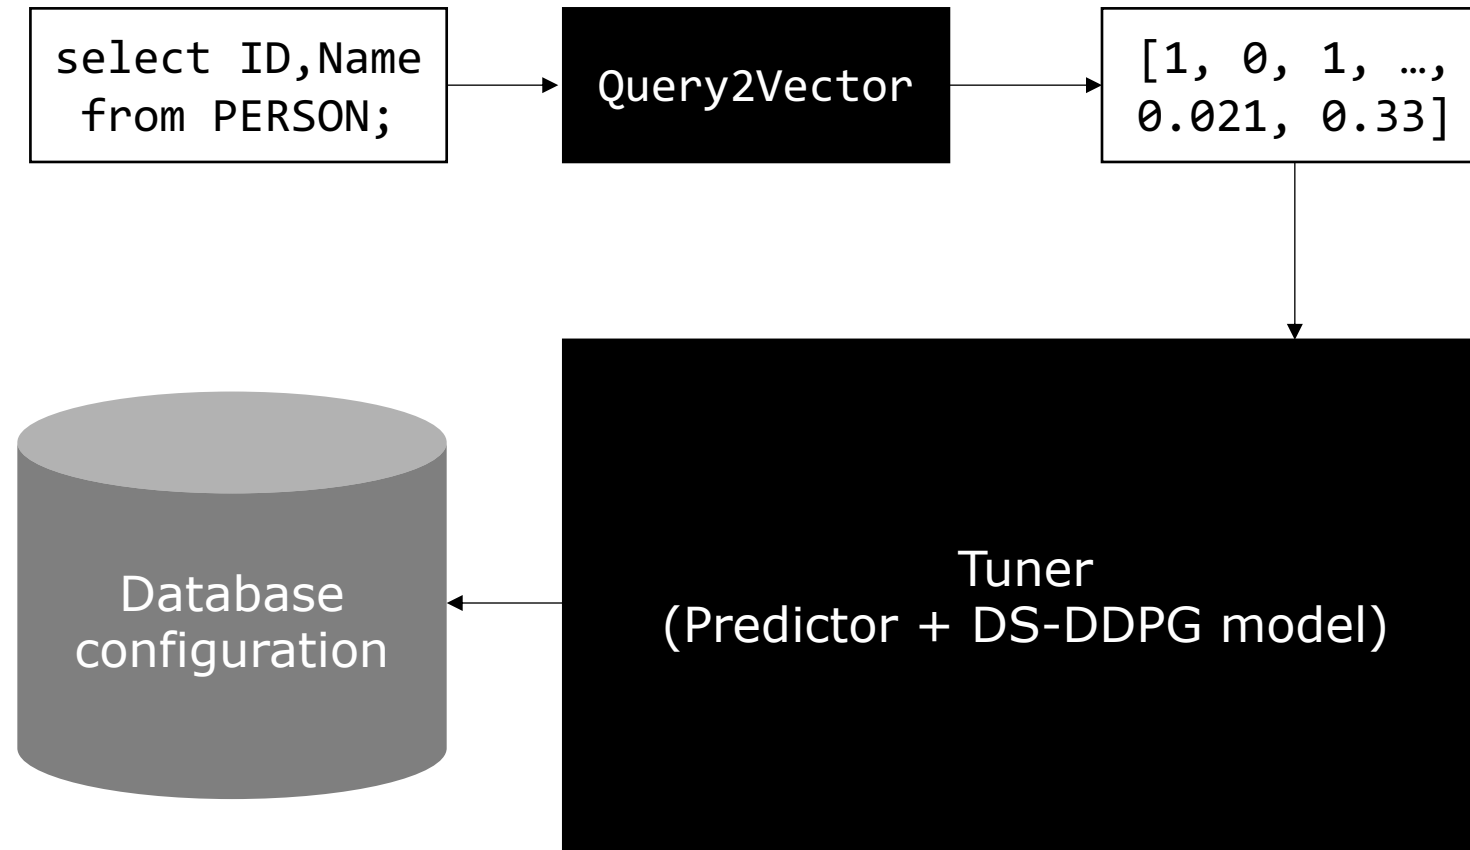 select ID,Name
from PERSON;
Query2Vector
[1, 0, 1, …,
0.021, 0.33]
Tuner
(Predictor + DS-DDPG model)
Database
configuration